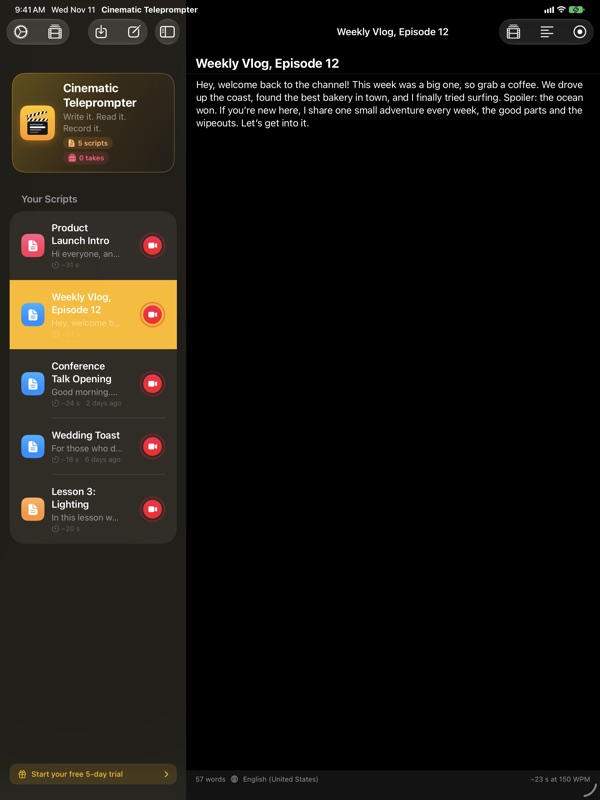 9:41 AM Wed Nov 11 Cinematic Teleprompter
Weekly Vlog, Episode 12
Cinematic
Teleprompter
Write it. Read it.
Record it.
5 scripts
0 takes
Your Scripts
Product
Launch Intro
Hi everyone, an...
~31 s
Weekly Vlog,
Episode 12
Hey, welcome b...
Conference
Talk Opening
Good morning....
~24 s · 2 days ago
Wedding Toast
For those who d...
~18 s · 6 days ago
Lesson 3:
Lighting
In this lesson w...
~20 s
Start your free 5-day trial
Weekly Vlog, Episode 12
Hey, welcome back to the channel! This week was a big one, so grab a coffee. We drove
up the coast, found the best bakery in town, and I finally tried surfing. Spoiler: the ocean
won. If you’re new here, I share one small adventure every week, the good parts and the
wipeouts. Let’s get into it.
57 words English (United States)
~23 s at 150 WPM